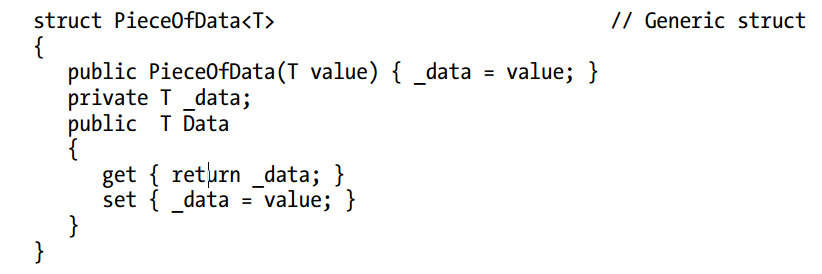 struct PieceOfData<T> // Generic struct
{
public PieceOfData(T value) { _data = value; }
private T _data;
public T Data
{
get { return _data; }
set { _data = value; }
}
}